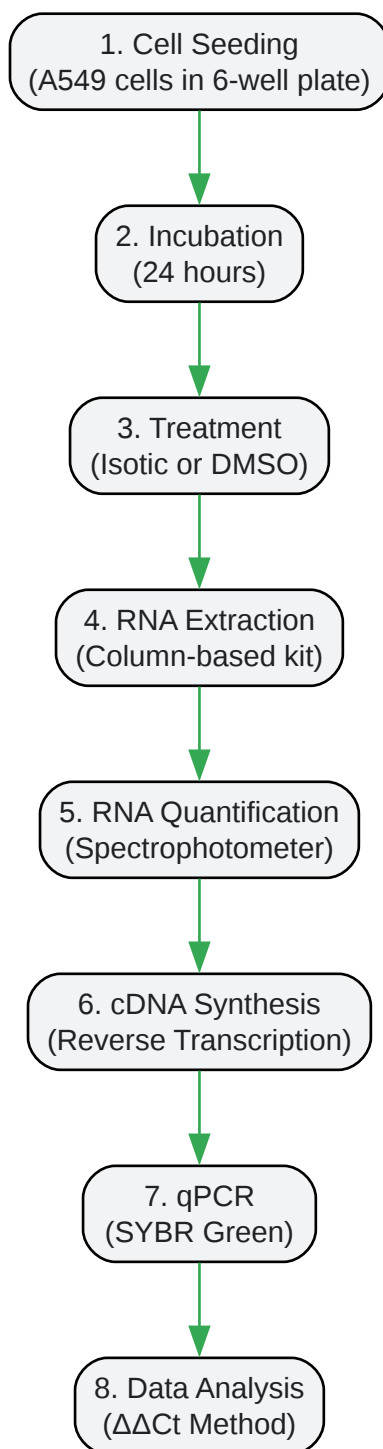 1. Cell Seeding
(A549 cells in 6-well plate)
2. Incubation
(24 hours)
3. Treatment
(Isotic or DMSO)
4. RNA Extraction
(Column-based kit)
5. RNA Quantification
(Spectrophotometer)
6. cDNA Synthesis
(Reverse Transcription)
7. qPCR
(SYBR Green)
8. Data Analysis
(ΔΔCt Method)